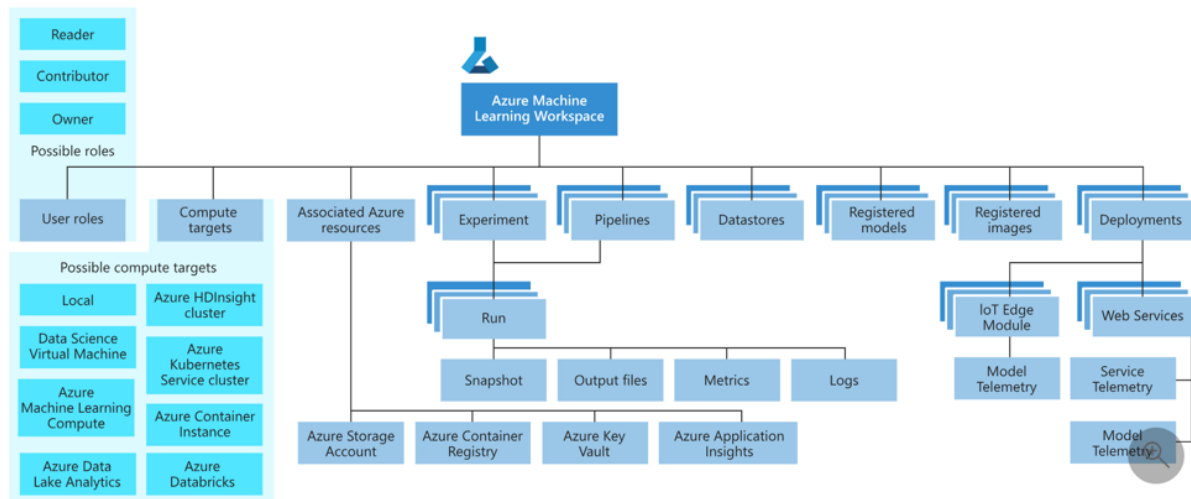 Reader
Contributor
Owner
Possible roles
Azure Machine
Learning Workspace
User roles
Compute
targets
Associated Azure
resources
Experiment
Pipelines
Datastores
Registered
models
Registered
images
Deployments
Possible compute targets
Local
Azure HDInsight
cluster
Data Science
Virtual Machine
Azure
Kubernetes
Service cluster
Azure
Machine Learning
Compute
Azure Container
Instance
Azure Data
Lake Analytics
Azure
Databricks
Run
IoT Edge
Module
Web Services
Snapshot
Output files
Metrics
Logs
Model
Telemetry
Service
Telemetry
Azure Storage
Account
Azure Container
Registry
Azure Key
Vault
Azure Application
Insights
Model
Telemetry